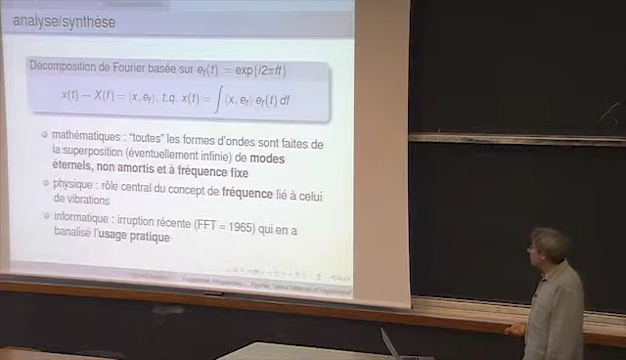 analyse/synthèse
Décomposition de Fourier basée sur e_f(t) = exp{i2πft}
x(t) → X(f) = ⟨x, e_f⟩, t.q. x(t) = ∫ ⟨x, e_f⟩ e_f(t) df
mathématiques : "toutes" les formes d'ondes sont faites de
la superposition (éventuellement infinie) de modes
éternels, non amortis et à fréquence fixe
physique : rôle central du concept de fréquence lié à celui
de vibrations
informatique : irruption récente (FFT = 1965) qui en a
banalisé l'usage pratique